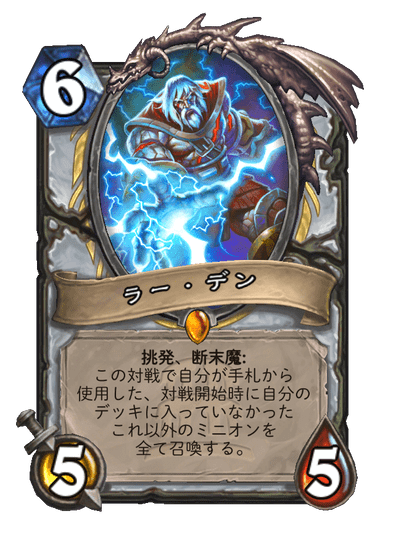 6
ラー・デン
挑発、断末魔:
この対戦で自分が手札から
使用した、対戦開始時に自分の
デッキに入っていなかった
これ以外のミニオンを
全て召喚する。
5
5